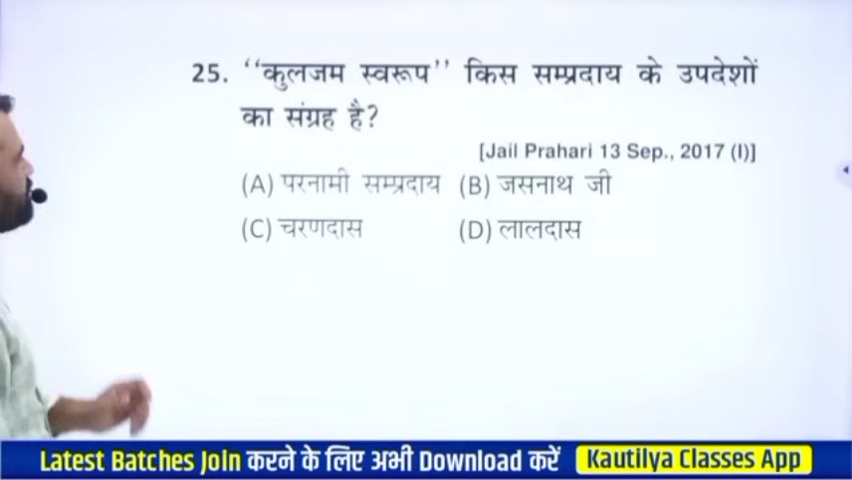 25. ‘‘कुलजम स्वरूप’’ किस सम्प्रदाय के उपदेशों
का संग्रह है?
[Jail Prahari 13 Sep., 2017 (I)]
(A) परनामी सम्प्रदाय (B) जसनाथ जी
(C) चरणदास (D) लालदास
Latest Batches Join करने के लिए अभी Download करें Kautilya Classes App